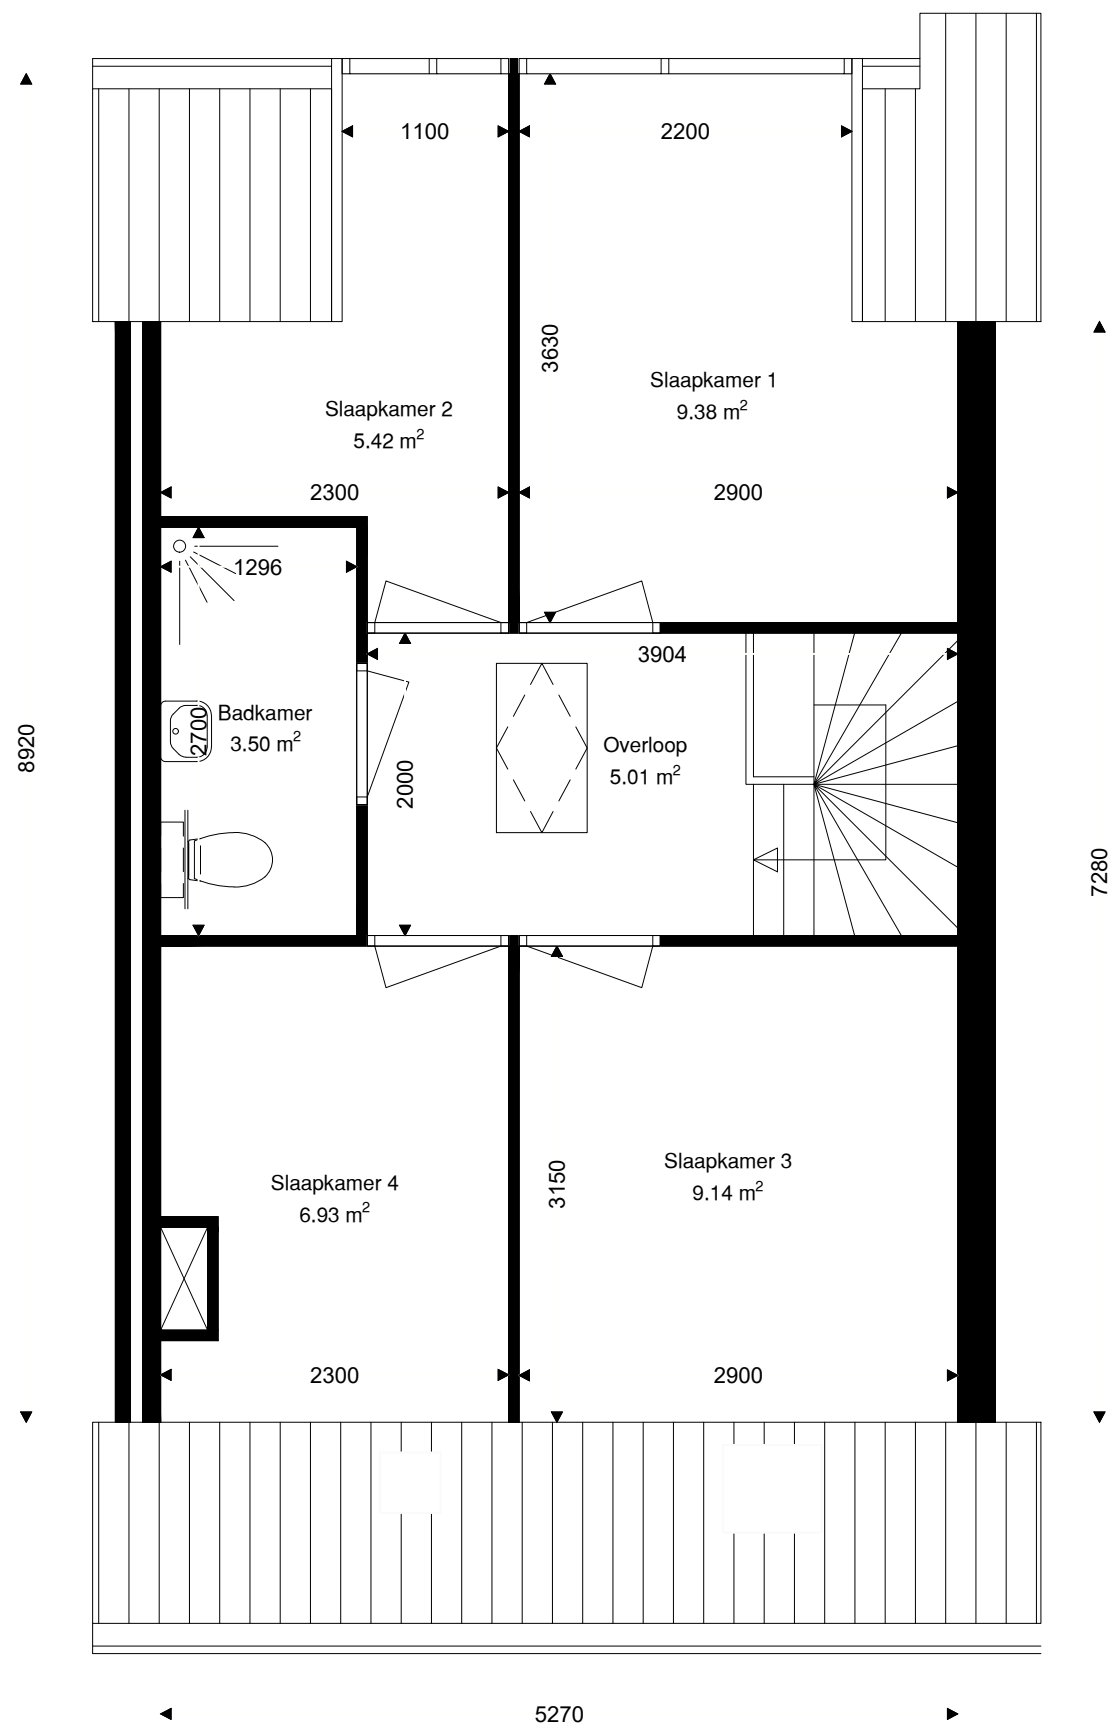 1100
2200
3630
Slaapkamer 1
9.38 m²
Slaapkamer 2
5.42 m²
2300
2900
1296
3904
Badkamer
3.50 m²
2700
2000
Overloop
5.01 m²
8920
7280
Slaapkamer 3
9.14 m²
3150
Slaapkamer 4
6.93 m²
2300
2900
5270